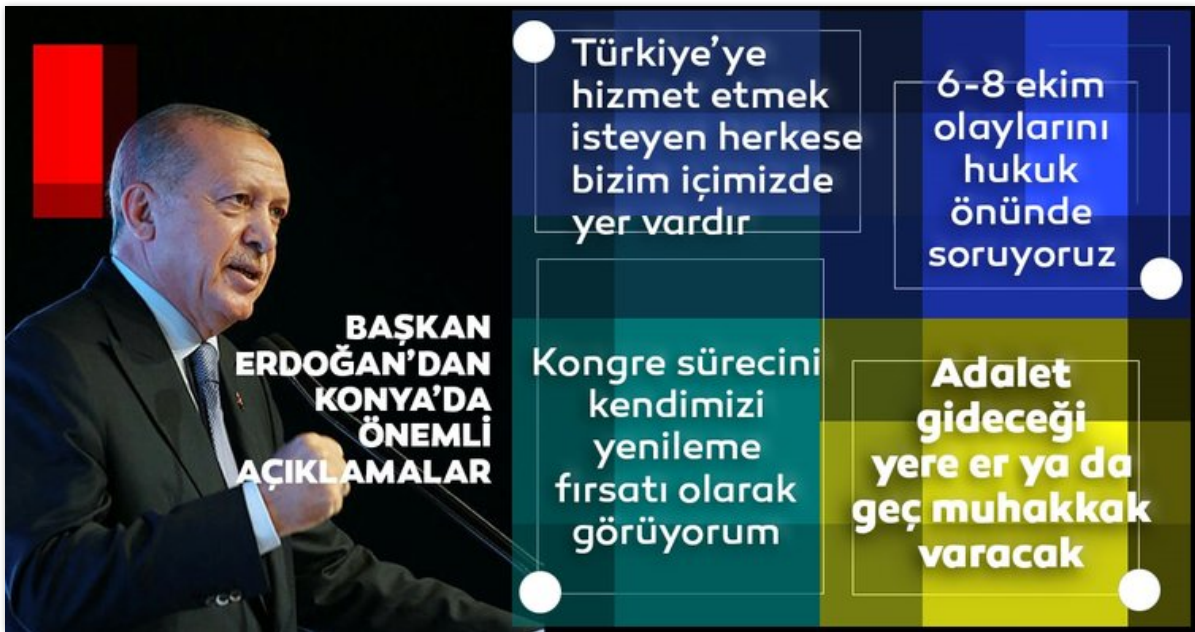 BAŞKAN
ERDOĞAN’DAN
KONYA’DA
ÖNEMLİ
AÇIKLAMALAR
Türkiye’ye
hizmet etmek
isteyen herkese
bizim içimizde
yer vardır
6-8 ekim
olaylarını
hukuk
önünde
soruyoruz
Kongre sürecini
kendimizi
yenileme
fırsatı olarak
görüyorum
Adalet
gideceği
yere er ya da
geç muhakkak
varacak